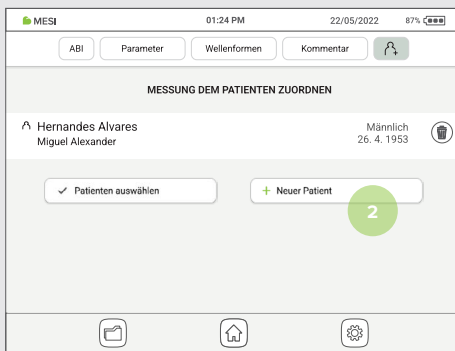 MESI 01:24 PM 22/05/2022 87%
ABI Parameter Wellenformen Kommentar
MESSUNG DEM PATIENTEN ZUORDNEN
Hernandes Alvares Männlich
Miguel Alexander 26. 4. 1953
Patienten auswählen + Neuer Patient
2